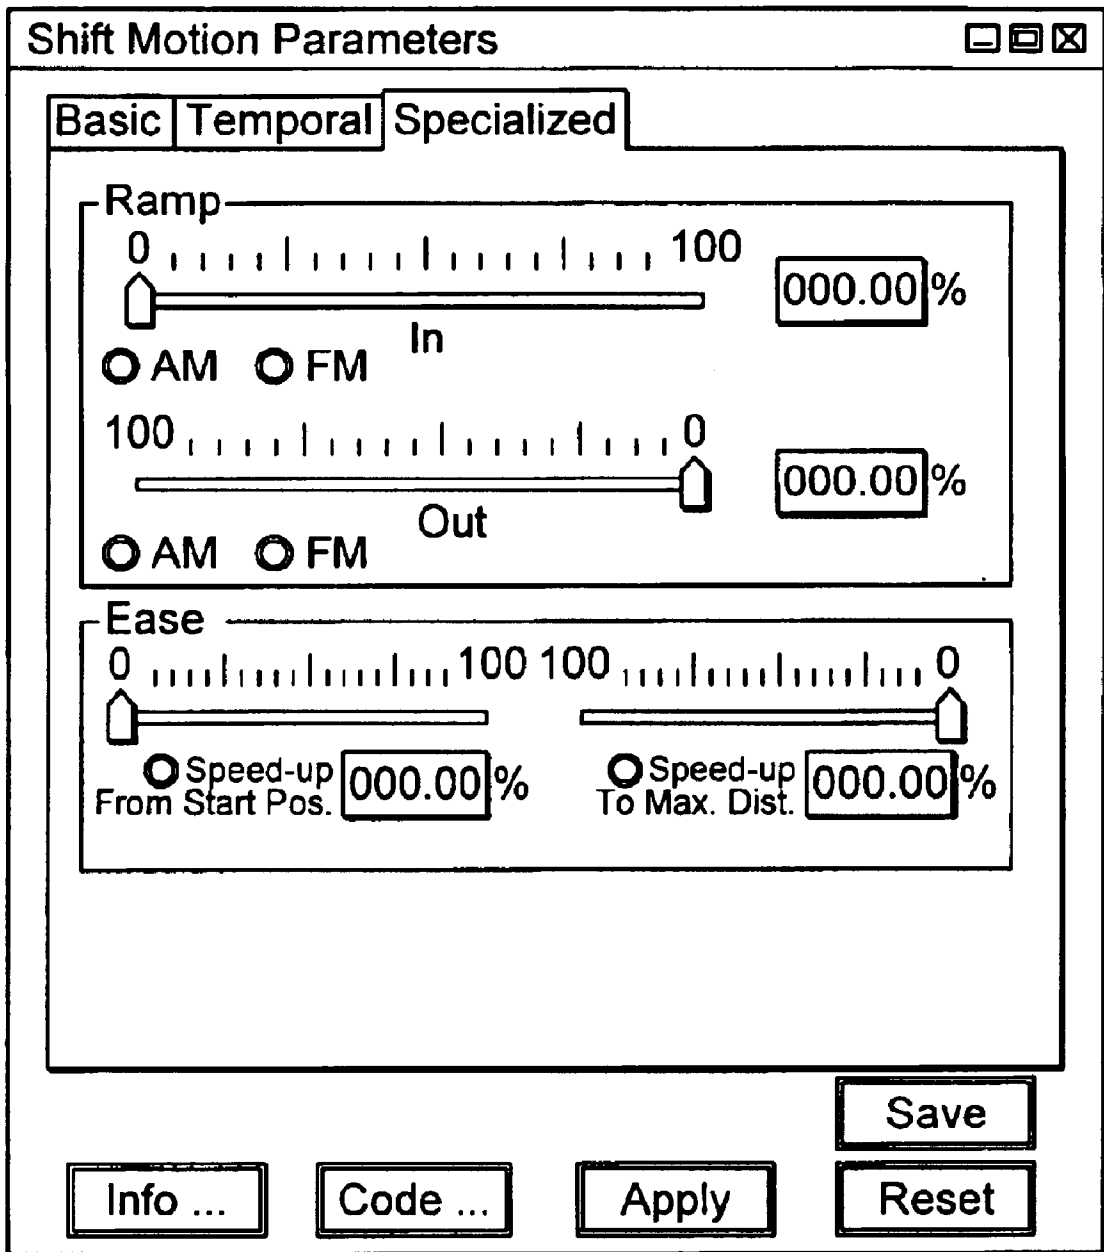 Shift Motion Parameters
Basic Temporal Specialized
Ramp
0 100
000.00 %
In
AM FM
100 0
000.00 %
Out
AM FM
Ease
0 100 100 0
Speed-up
From Start Pos.
000.00 %
Speed-up
To Max. Dist.
000.00 %
Save
Info ... Code ... Apply Reset